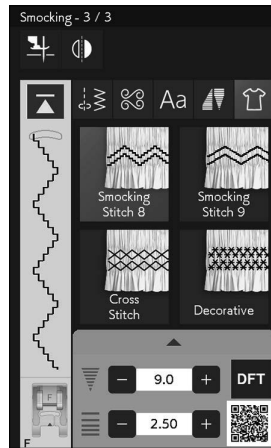 Smocking - 3 / 3
Aa
Smocking
Stitch 8
Smocking
Stitch 9
Cross
Stitch
Decorative
9.0
DFT
2.50
F
F